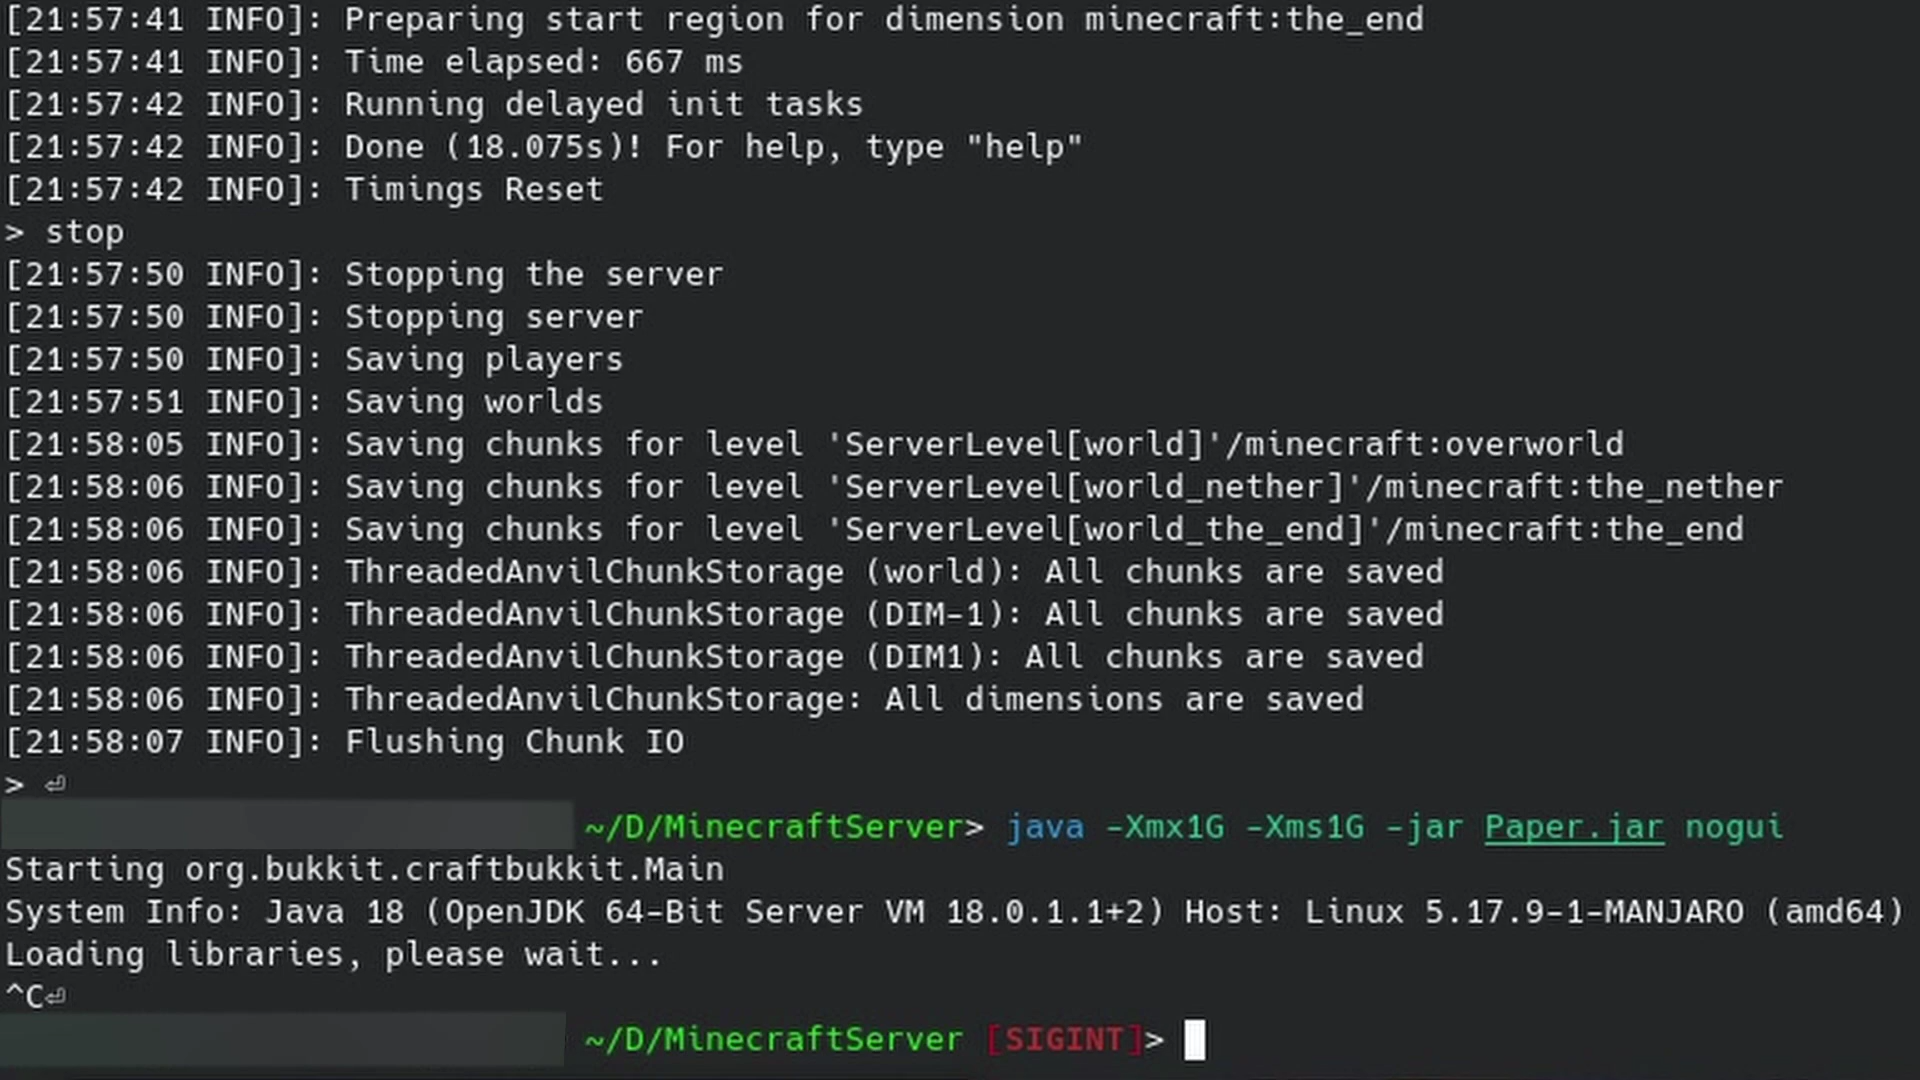 [21:57:41 INFO]: Preparing start region for dimension minecraft:the_end
[21:57:41 INFO]: Time elapsed: 667 ms
[21:57:42 INFO]: Running delayed init tasks
[21:57:42 INFO]: Done (18.075s)! For help, type "help"
[21:57:42 INFO]: Timings Reset
> stop
[21:57:50 INFO]: Stopping the server
[21:57:50 INFO]: Stopping server
[21:57:50 INFO]: Saving players
[21:57:51 INFO]: Saving worlds
[21:58:05 INFO]: Saving chunks for level 'ServerLevel[world]'/minecraft:overworld
[21:58:06 INFO]: Saving chunks for level 'ServerLevel[world_nether]'/minecraft:the_nether
[21:58:06 INFO]: Saving chunks for level 'ServerLevel[world_the_end]'/minecraft:the_end
[21:58:06 INFO]: ThreadedAnvilChunkStorage (world): All chunks are saved
[21:58:06 INFO]: ThreadedAnvilChunkStorage (DIM-1): All chunks are saved
[21:58:06 INFO]: ThreadedAnvilChunkStorage (DIM1): All chunks are saved
[21:58:06 INFO]: ThreadedAnvilChunkStorage: All dimensions are saved
[21:58:07 INFO]: Flushing Chunk IO
> ⏎
~/D/MinecraftServer> java -Xmx1G -Xms1G -jar Paper.jar nogui
Starting org.bukkit.craftbukkit.Main
System Info: Java 18 (OpenJDK 64-Bit Server VM 18.0.1.1+2) Host: Linux 5.17.9-1-MANJARO (amd64)
Loading libraries, please wait...
^C⏎
~/D/MinecraftServer [SIGINT]>